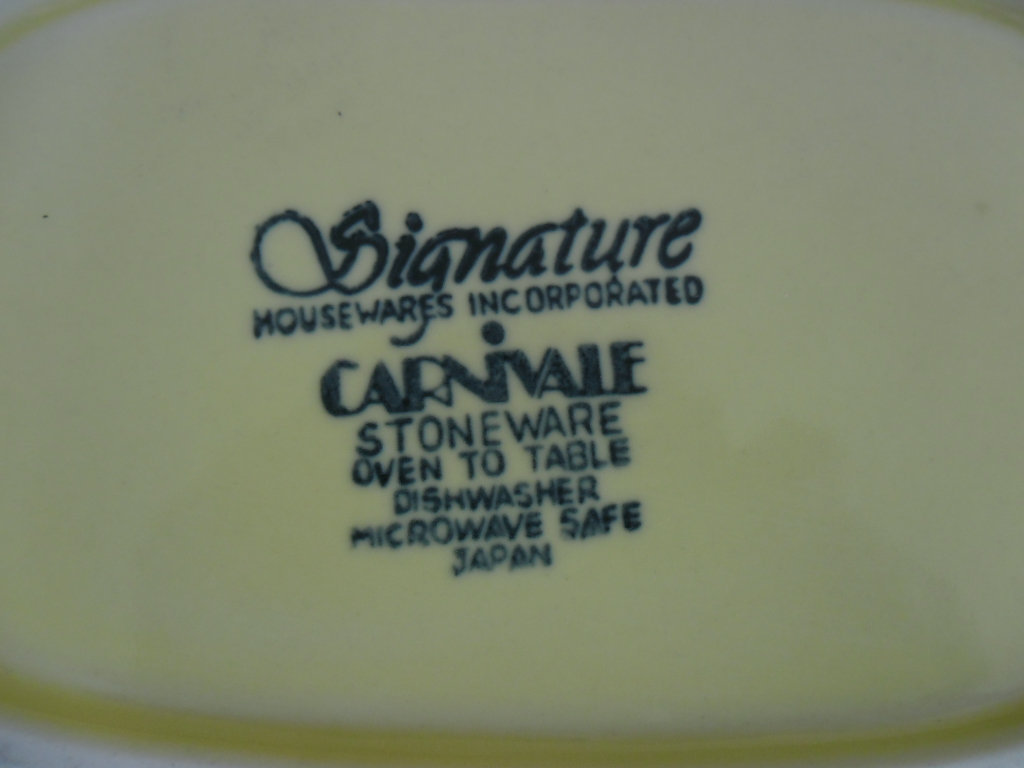 Signature
HOUSEWARES INCORPORATED
CARNiVALE
STONEWARE
OVEN TO TABLE
DISHWASHER
MICROWAVE SAFE
JAPAN